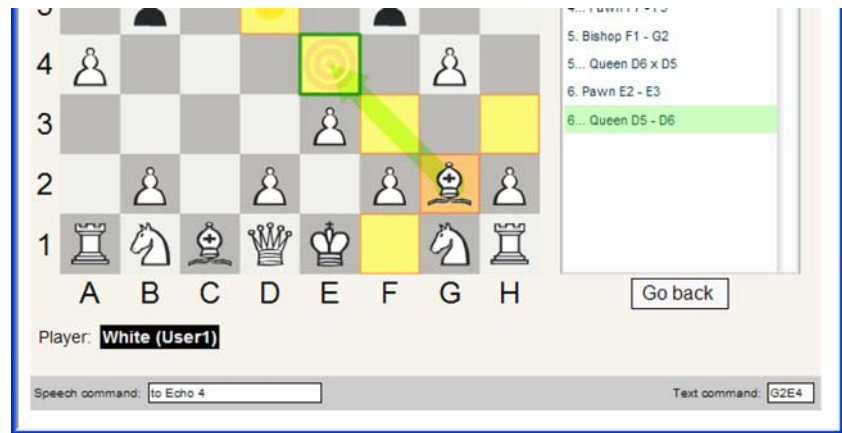 5. Bishop F1 - G2
4
5... Queen D6 x D5
6. Pawn E2 - E3
3
6... Queen D5 - D6
2
1
A B C D E F G H
Go back
Player: White (User1)
Speech command: to Echo 4
Text command: G2E4